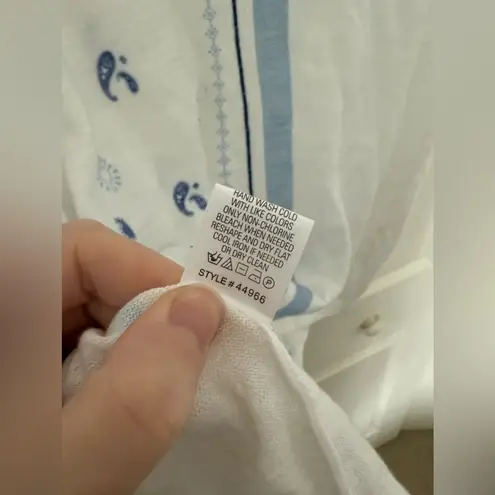 HAND WASH COLD
WITH LIKE COLORS
ONLY NON-CHLORINE
BLEACH WHEN NEEDED
RESHAPE AND DRY FLAT
COOL IRON IF NEEDED
OR DRY CLEAN
P
STYLE # 44966